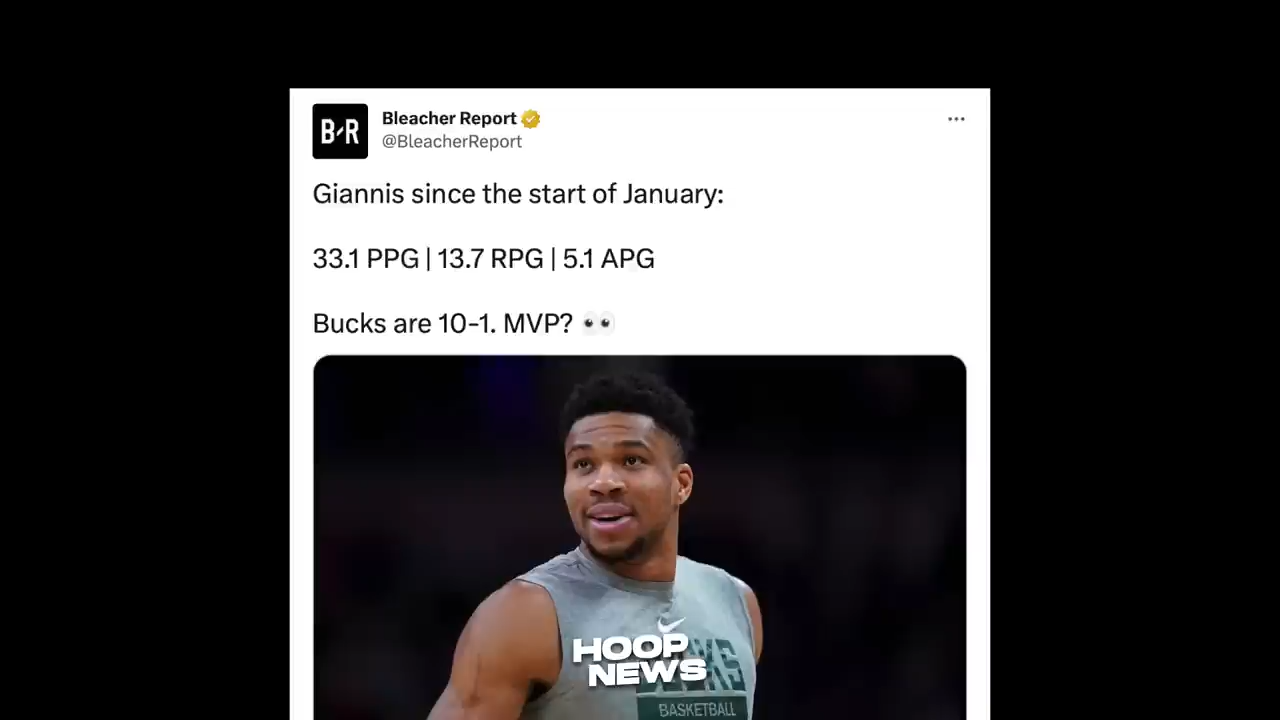 B/R
Bleacher Report
@BleacherReport
Giannis since the start of January:
33.1 PPG | 13.7 RPG | 5.1 APG
Bucks are 10-1. MVP? 👀
HOOP
NEWS
BASKETBALL